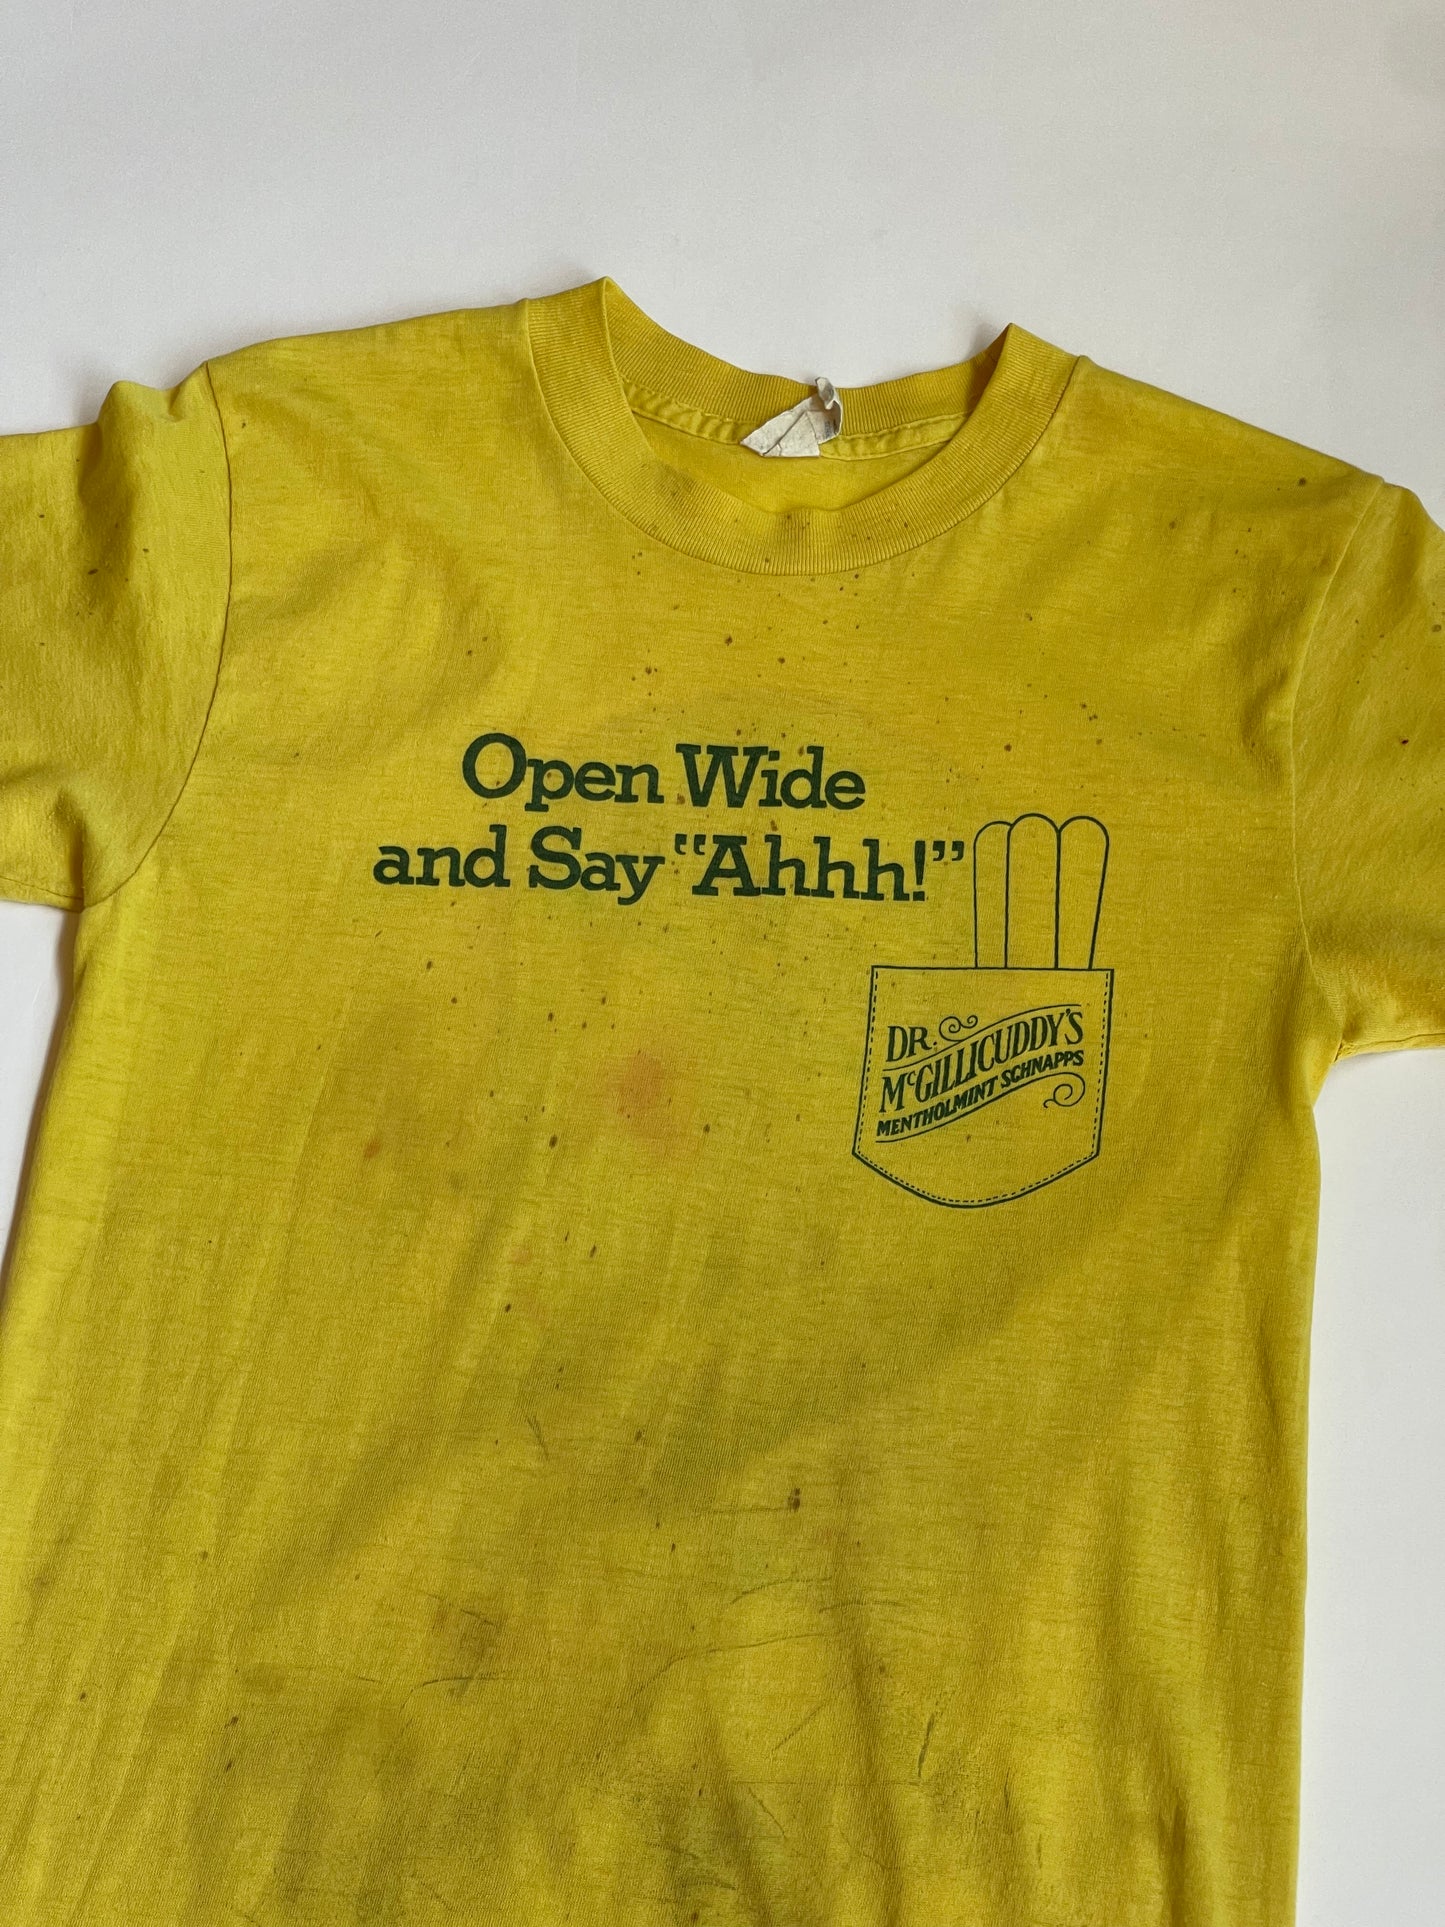 Open Wide
and Say "Ahhh!"
DR.
McGILLICUDDY'S
MENTHOLMINT SCHNAPPS